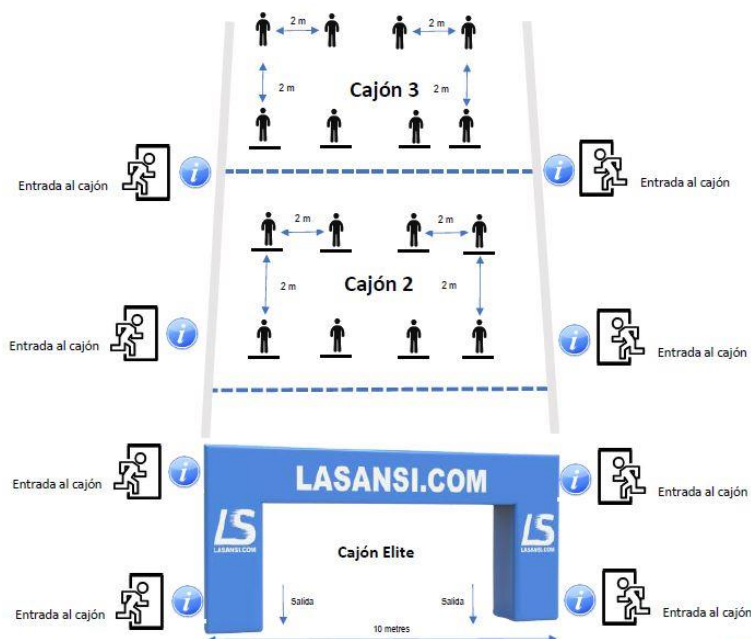 2 m
2 m
2 m
Cajón 3
2 m
Entrada al cajón
i
i
Entrada al cajón
2 m
2 m
2 m
Cajón 2
2 m
Entrada al cajón
i
i
Entrada al cajón
Entrada al cajón
i
LASANSI.COM
i
Entrada al cajón
LS
LASANSI.COM
LS
LASANSI.COM
Cajón Elite
Entrada al cajón
i
Salida
Salida
i
Entrada al cajón
10 metres